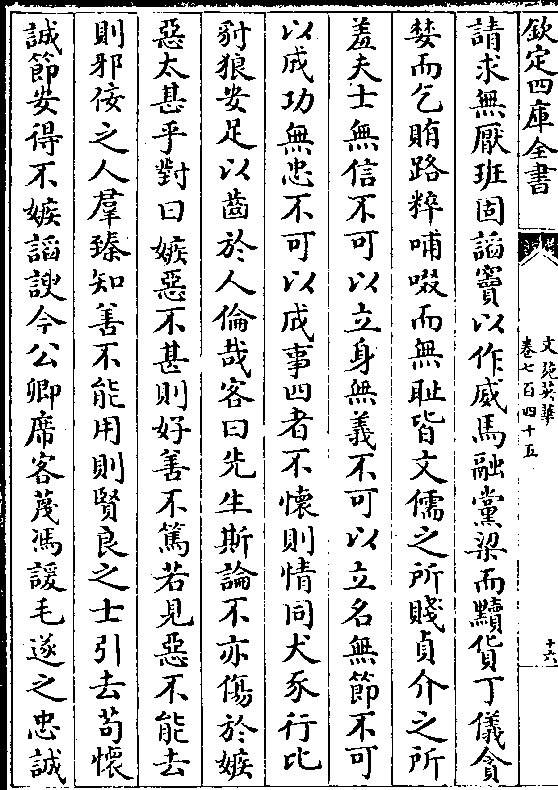 欽定四庫全書
文苑英華
卷七百四十五
十六
請求無厭班固諂竇以作威馬融黨梁而黷貨丁儀貪
婪而乞賄路粹哺啜而無耻皆文儒之所賤貞介之所
羞夫士無信不可以立身無義不可以立名無節不可
以成功無忠不可以成事四者不懷則情同犬豕行比
豺狼安足以齒於人倫哉客曰先生斯論不亦傷於嫉
惡太甚乎對曰嫉惡不甚則好善不篤若見惡不能去
則邪佞之人羣臻知善不能用則賢良之士引去苟懷
誠節安得不嫉諂諛今公卿席客蔑馮諼毛遂之忠誠